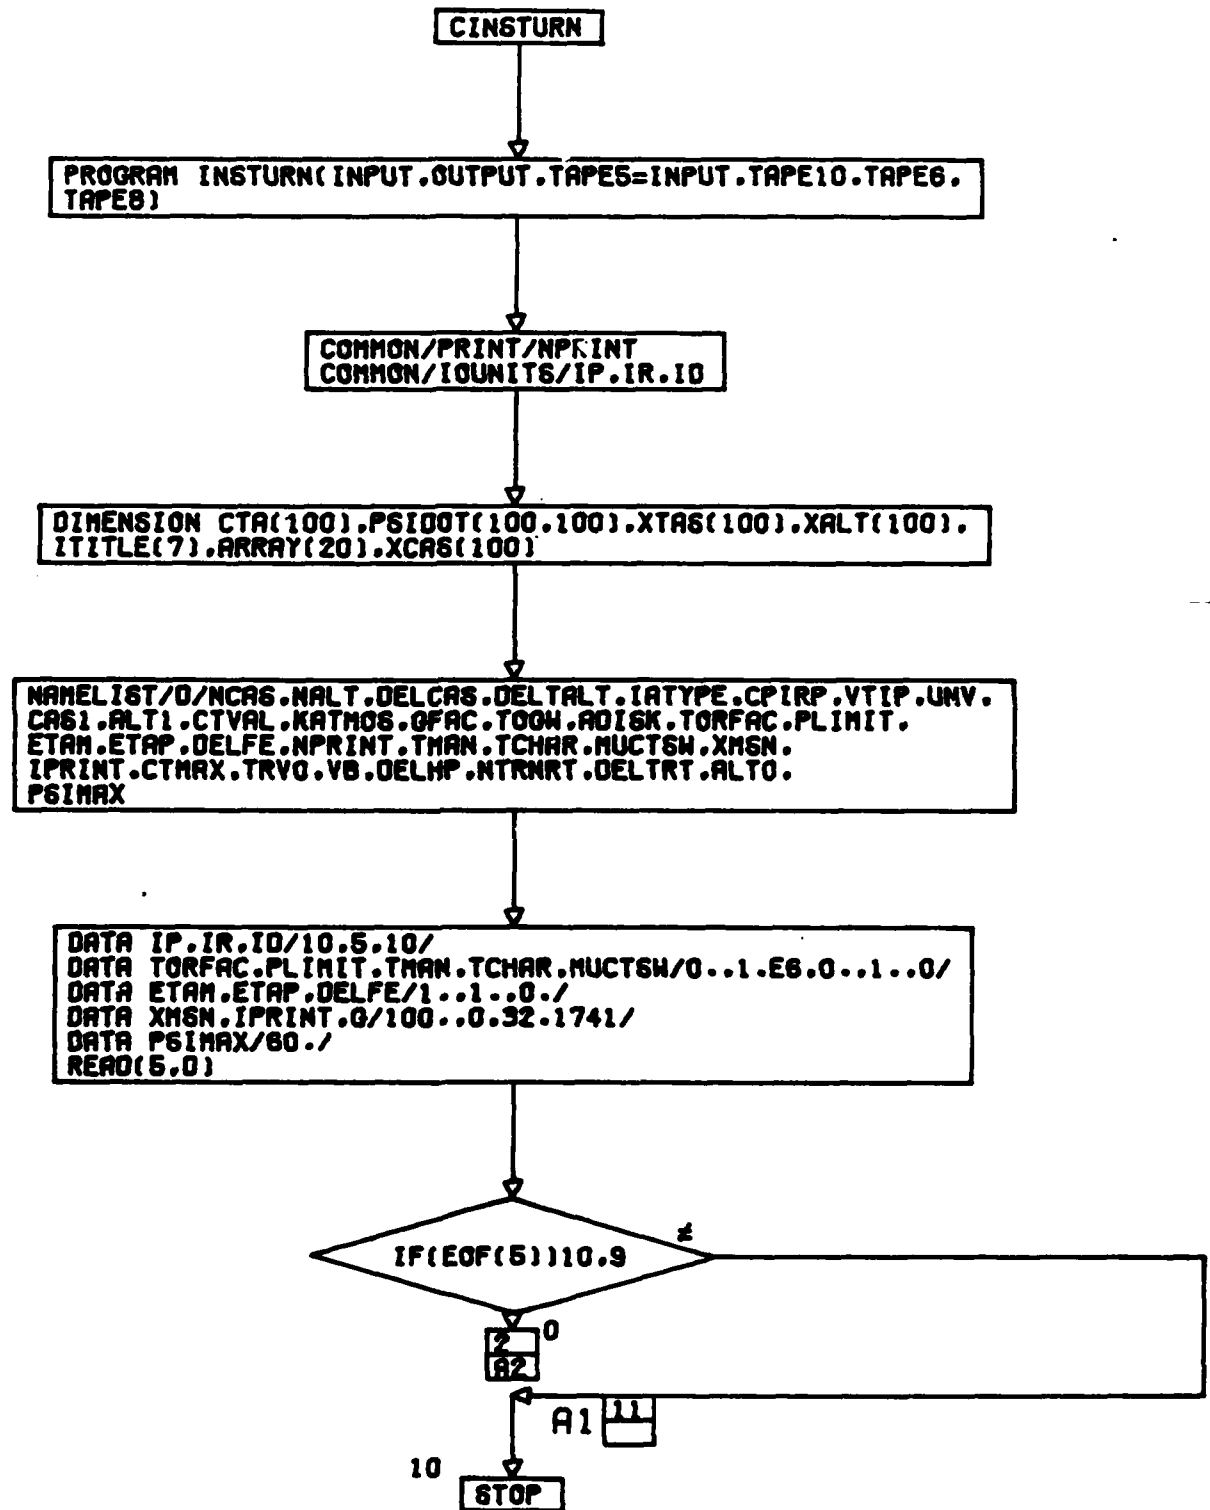 CINSTURN
PROGRAM INSTURN(INPUT,OUTPUT,TAPE5=INPUT,TAPE10,TAPE6,
TAPE8)
COMMON/PRINT/NPRINT
COMMON/IOUNITS/IP,IR,IO
DIMENSION CTA(100),PSIDOT(100,100),XTAS(100),XALT(100),
ITITLE(7),ARRAY(20),XCAS(100)
NAMELIST/O/NCAS,NALT,DELCAS,DELTALT,IATYPE,CPIRP,VTIP,UNV,
CAS1,ALT1,CTVAL,KATMOS,GFAC,TOGW,ADISK,TORFAC,PLIMIT,
ETAM,ETAP,DELFE,NPRINT,TMAN,TCHAR,MUCTSW,XMSN,
IPRINT,CTMAX,TRVO,VB,DELHP,NTRNRT,DELTRT,ALTO,
PSIMAX
DATA IP,IR,IO/10,5,10/
DATA TORFAC,PLIMIT,TMAN,TCHAR,MUCTSW/0.,1.E6,0.,1.,0/
DATA ETAM,ETAP,DELFE/1.,1.,0./
DATA XMSN,IPRINT,G/100.,0,32.1741/
DATA PSIMAX/60./
READ(5,O)
≠
IF(EOF(5))10,9
0
2
A2
A1 11
10
STOP